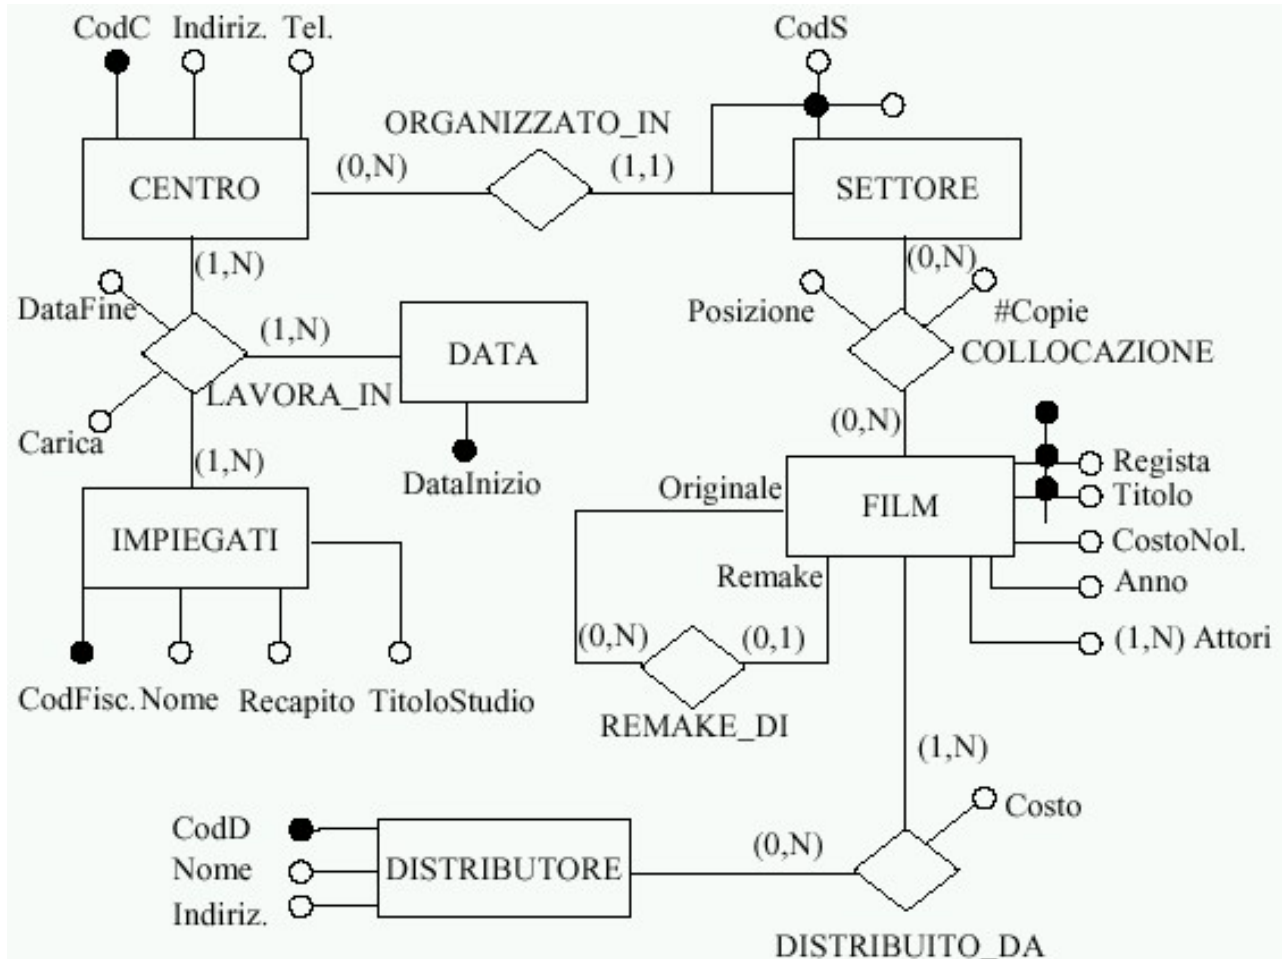 CodC Indiriz. Tel.
CodS
ORGANIZZATO_IN
(0,N)
(1,1)
CENTRO
SETTORE
(1,N)
(0,N)
DataFine
Posizione
#Copie
(1,N)
DATA
COLLOCAZIONE
LAVORA_IN
Carica
(0,N)
(1,N)
DataInizio
Originale
Regista
Titolo
FILM
IMPIEGATI
CostoNol.
Remake
Anno
(0,N)
(0,1)
(1,N) Attori
CodFisc. Nome Recapito TitoloStudio
REMAKE_DI
(1,N)
Costo
CodD
(0,N)
Nome
DISTRIBUTORE
Indiriz.
DISTRIBUITO_DA